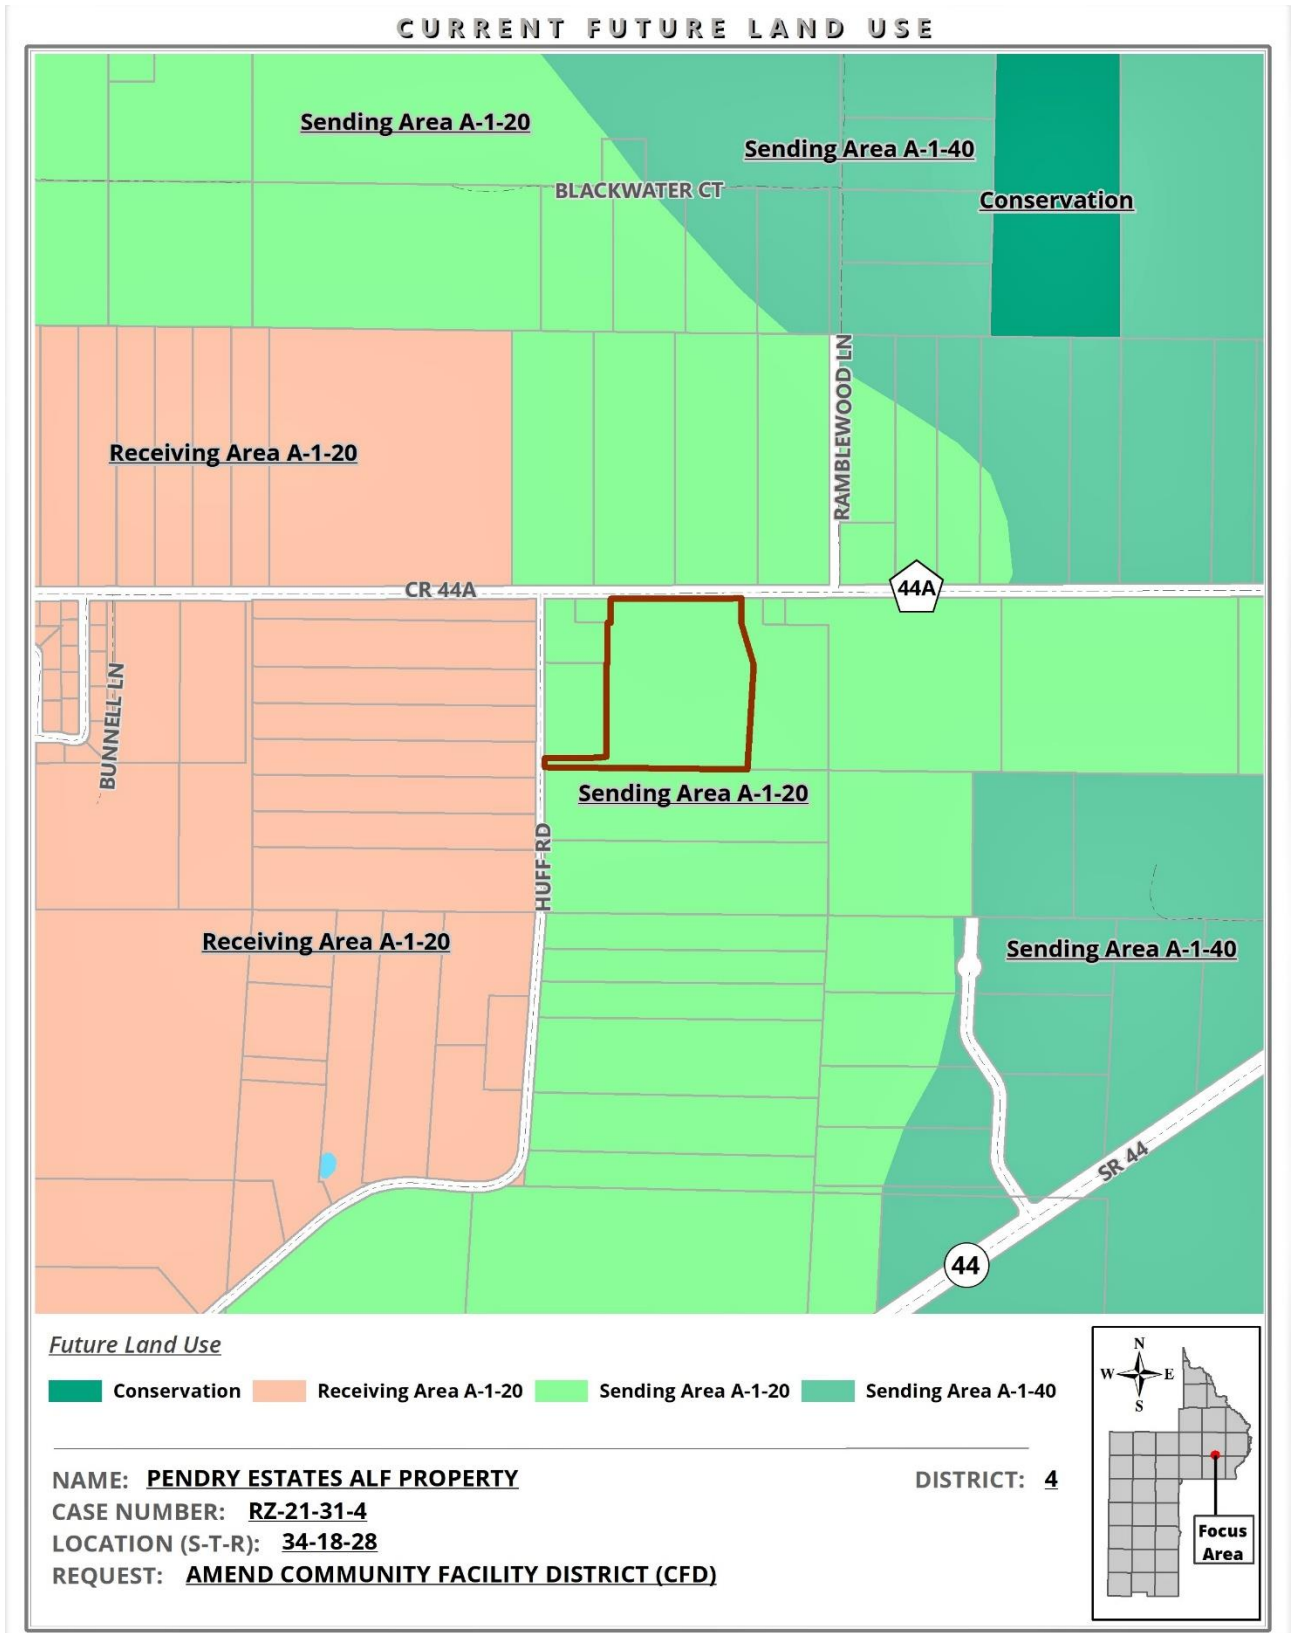 CURRENT FUTURE LAND USE
Sending Area A-1-20
Sending Area A-1-40
BLACKWATER CT
Conservation
RAMBLEWOOD LN
Receiving Area A-1-20
CR 44A
44A
BUNNELL LN
Sending Area A-1-20
HUFF RD
Receiving Area A-1-20
Sending Area A-1-40
SR 44
44
Future Land Use
Conservation Receiving Area A-1-20 Sending Area A-1-20 Sending Area A-1-40
N
W E
S
NAME: PENDRY ESTATES ALF PROPERTY DISTRICT: 4
CASE NUMBER: RZ-21-31-4
LOCATION (S-T-R): 34-18-28
REQUEST: AMEND COMMUNITY FACILITY DISTRICT (CFD)
Focus
Area